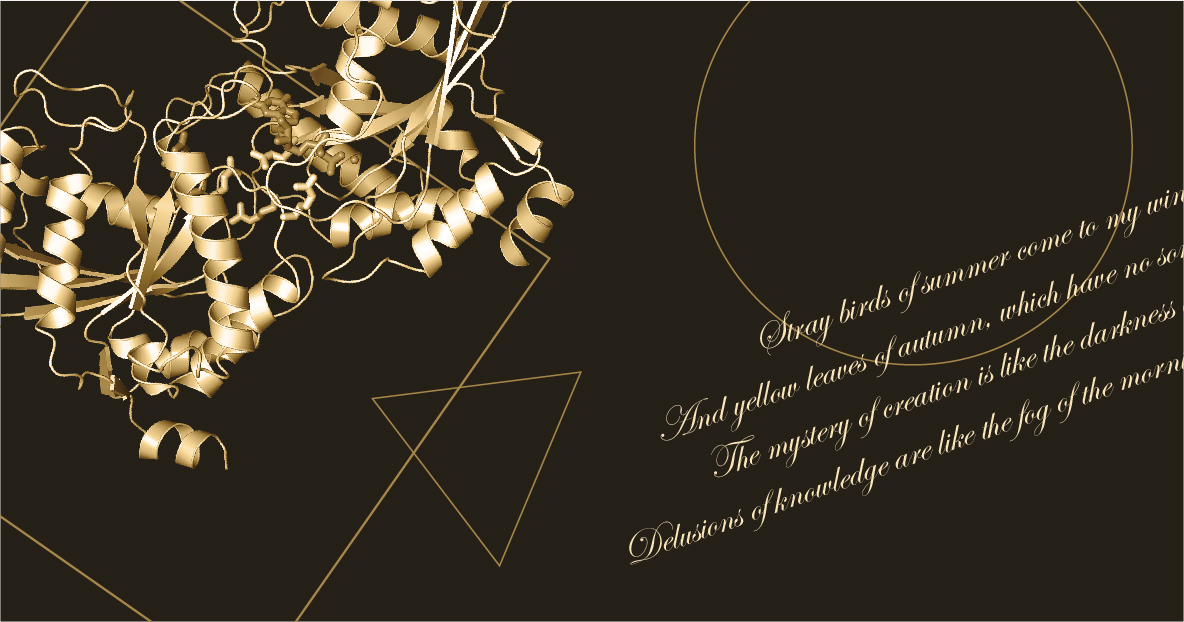 Stray birds of summer come to my
And yellow leaves of autumn, which have no
The mystery of creation is like the darkness
Delusions of knowledge are like the fog of the